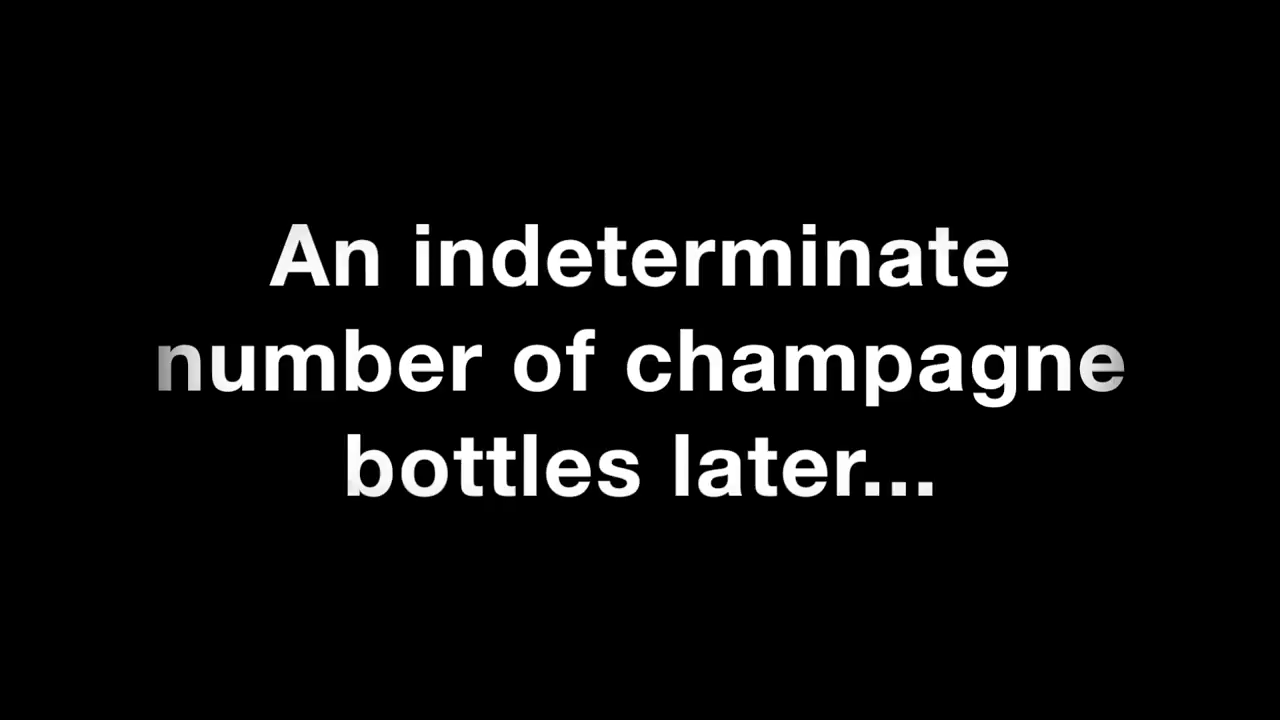 An indeterminate
number of champagne
bottles later...